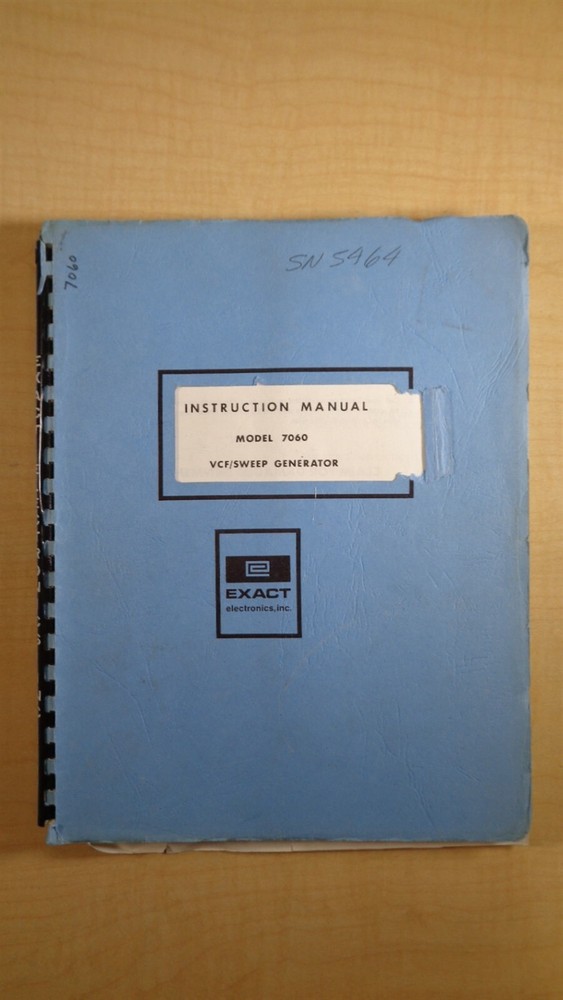 7060
SN 5464
INSTRUCTION MANUAL
MODEL 7060
VCF/SWEEP GENERATOR
EXACT
electronics, inc.